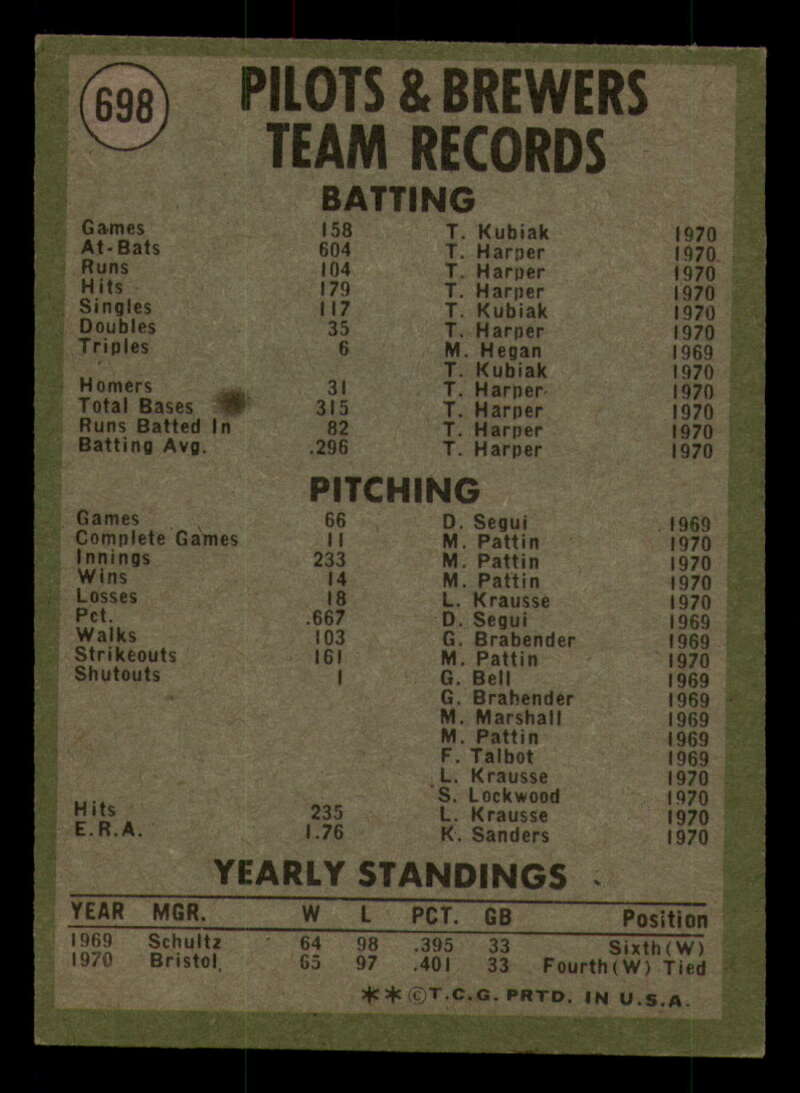 698
PILOTS & BREWERS
TEAM RECORDS
BATTING
Games 158 T. Kubiak 1970
At-Bats 604 T. Harper 1970
Runs 104 T. Harper 1970
Hits 179 T. Harper 1970
Singles 117 T. Kubiak 1970
Doubles 35 T. Harper 1970
Triples 6 M. Hegan 1969
T. Kubiak 1970
Homers 31 T. Harper 1970
Total Bases 315 T. Harper 1970
Runs Batted In 82 T. Harper 1970
Batting Avg. .296 T. Harper 1970
PITCHING
Games 66 D. Segui 1969
Complete Games 11 M. Pattin 1970
Innings 233 M. Pattin 1970
Wins 14 M. Pattin 1970
Losses 18 L. Krausse 1970
Pct. .667 D. Segui 1969
Walks 103 G. Brabender 1969
Strikeouts 161 M. Pattin 1970
Shutouts 1 G. Bell 1969
G. Brabender 1969
M. Marshall 1969
M. Pattin 1969
F. Talbot 1969
L. Krausse 1970
S. Lockwood 1970
Hits 235 L. Krausse 1970
E.R.A. 1.76 K. Sanders 1970
YEARLY STANDINGS
YEAR MGR. W L PCT. GB Position
1969 Schultz 64 98 .395 33 Sixth(W)
1970 Bristol 65 97 .401 33 Fourth(W) Tied
**©T.C.G. PRTD. IN U.S.A.